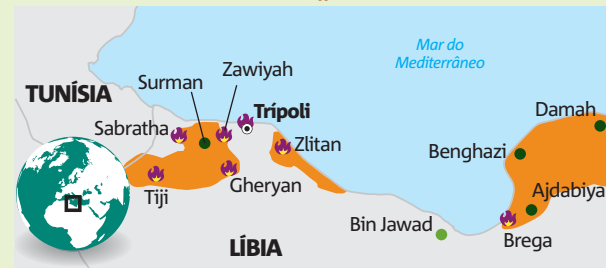 Mar do
Mediterrâneo
TUNÍSIA
Surman
Zawiyah
Trípoli
Sabratha
Zlitan
Damah
Benghazi
Tiji
Gheryan
Ajdabiya
Bin Jawad
Brega
LÍBIA